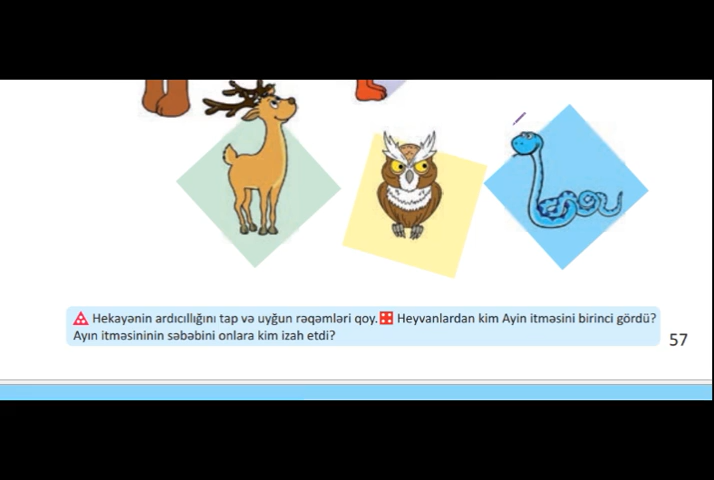 Hekayənin ardıcıllığını tap və uyğun rəqəmləri qoy. Heyvanlardan kim Ayin itməsini birinci gördü?
Ayın itməsininin səbəbini onlara kim izah etdi?
57